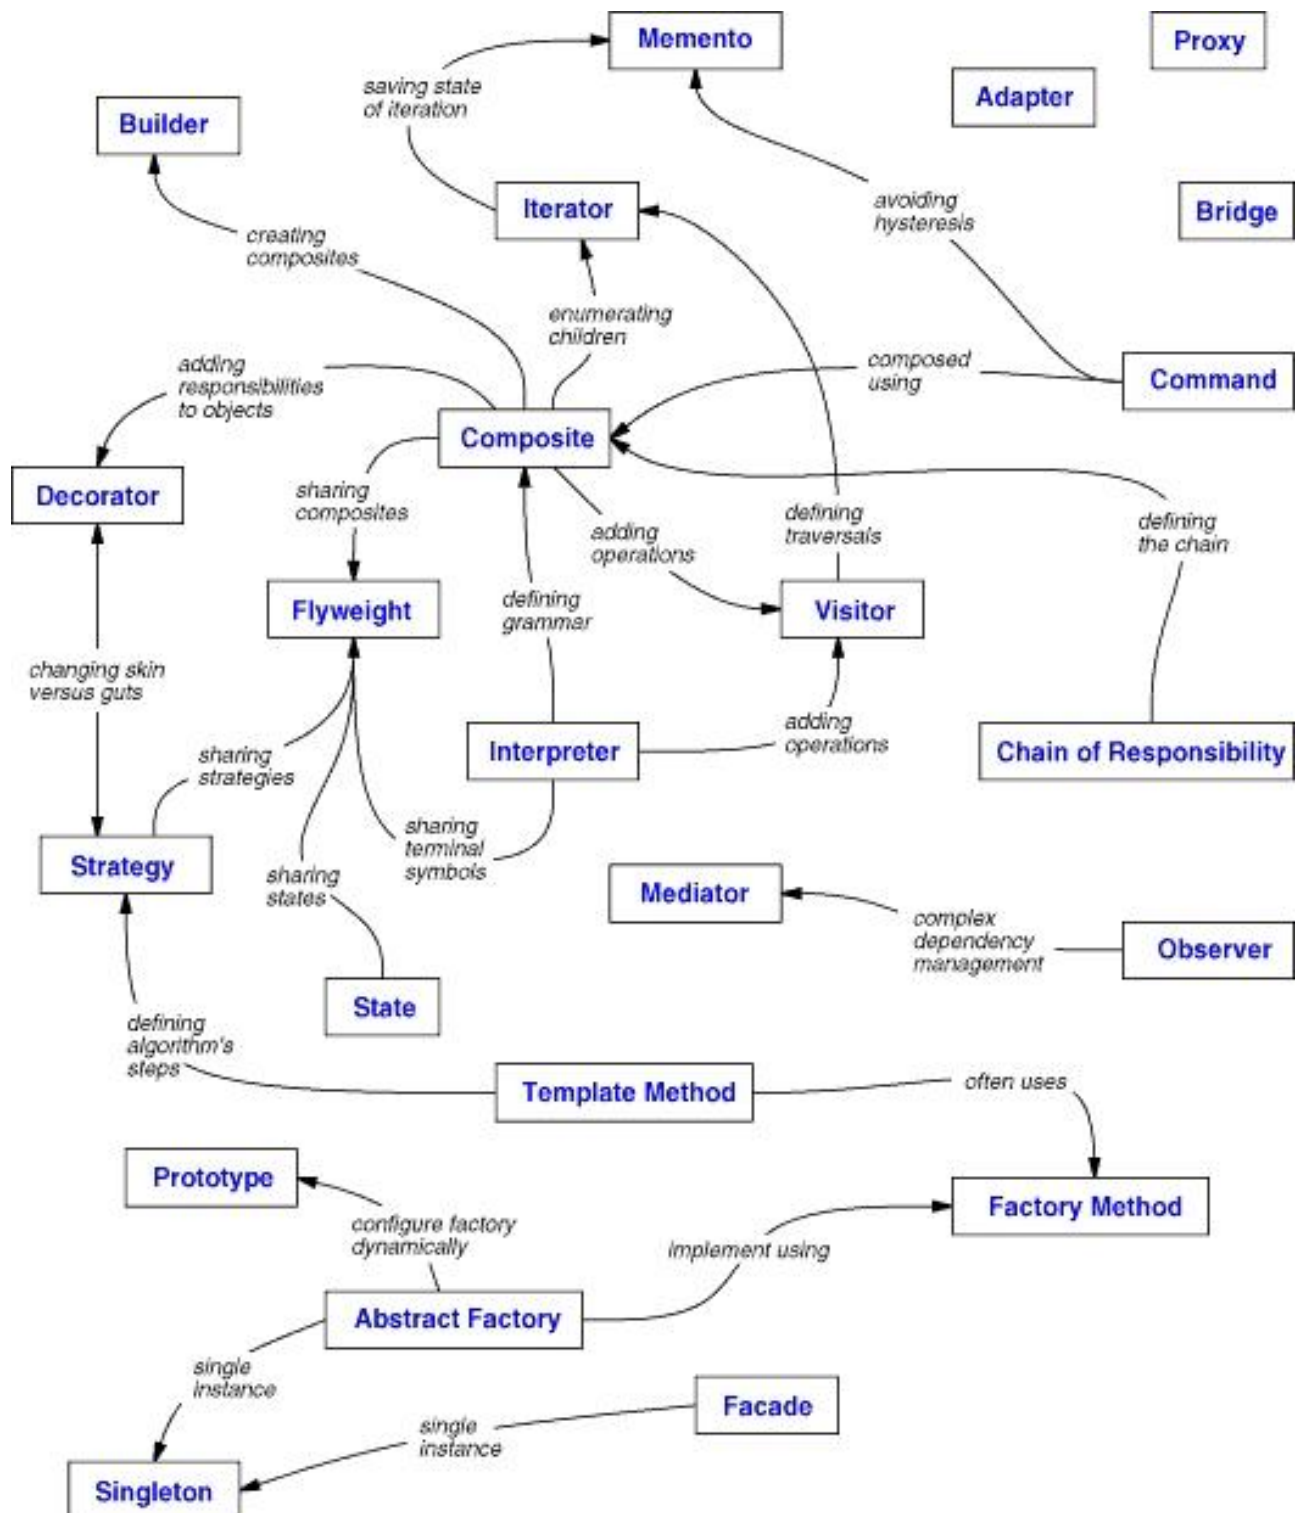 Memento
Proxy
Adapter
saving state
of iteration
Builder
Iterator
avoiding
hysteresis
Bridge
creating
composites
enumerating
children
adding
responsibilities
to objects
composed
using
Command
Composite
Decorator
sharing
composites
adding
operations
defining
traversals
defining
the chain
Flyweight
defining
grammar
Visitor
changing skin
versus guts
sharing
strategies
Interpreter
adding
operations
Chain of Responsibility
Strategy
sharing
states
sharing
terminal
symbols
Mediator
complex
dependency
management
Observer
State
defining
algorithm's
steps
Template Method
often uses
Prototype
Factory Method
configure factory
dynamically
implement using
Abstract Factory
single
instance
Facade
single
instance
Singleton